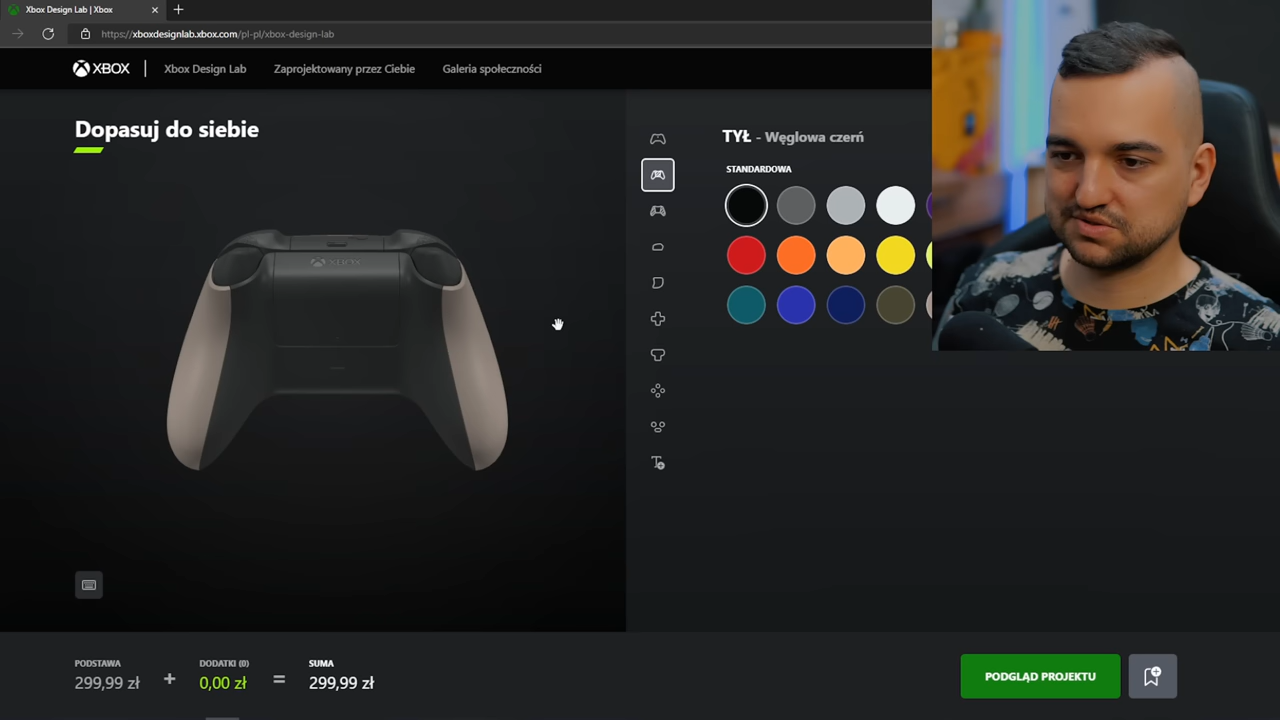 Xbox Design Lab | Xbox
https://xboxdesignlab.xbox.com/pl-pl/xbox-design-lab
XBOX | Xbox Design Lab Zaprojektowany przez Ciebie Galeria społeczności
Dopasuj do siebie
TYŁ - Węglowa czerń
STANDARDOWA
XBOX
PODSTAWA DODATKI (0) SUMA
299,99 zł + 0,00 zł = 299,99 zł
PODGLĄD PROJEKTU